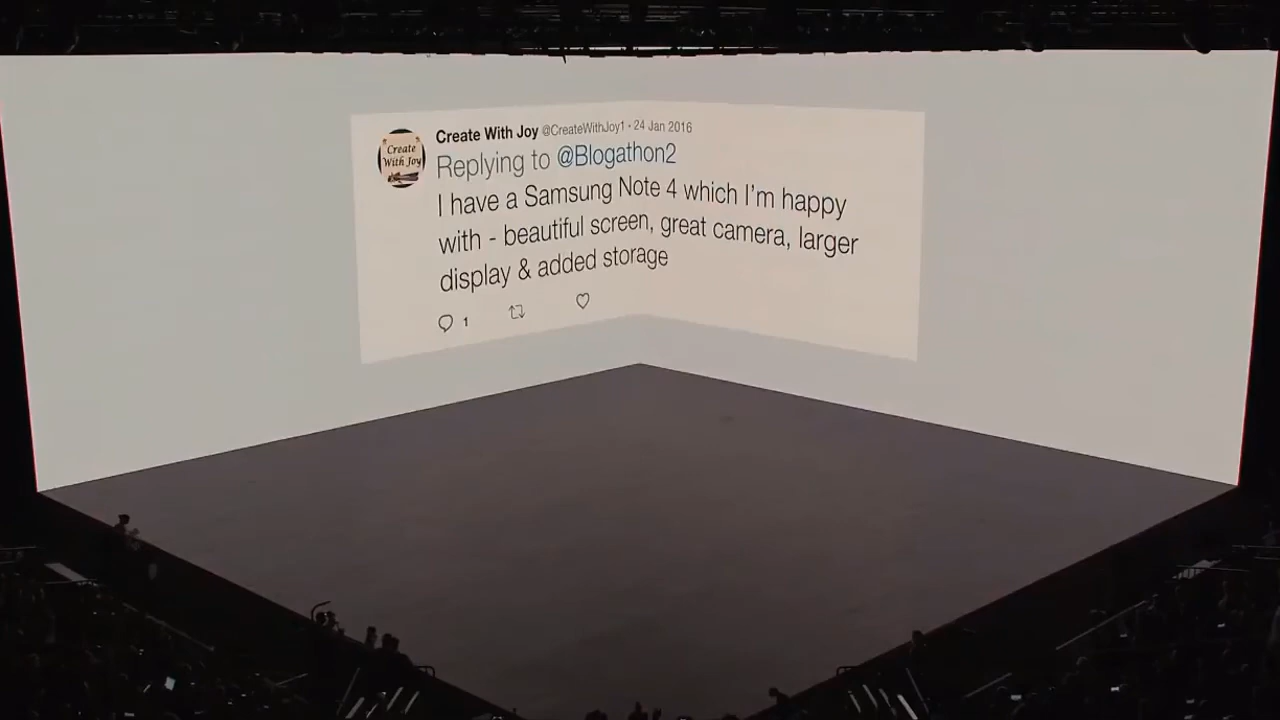 Create With Joy @CreateWithJoy1 · 24 Jan 2016
Create
With Joy
Replying to @Blogathon2
I have a Samsung Note 4 which I'm happy
with - beautiful screen, great camera, larger
display & added storage
1